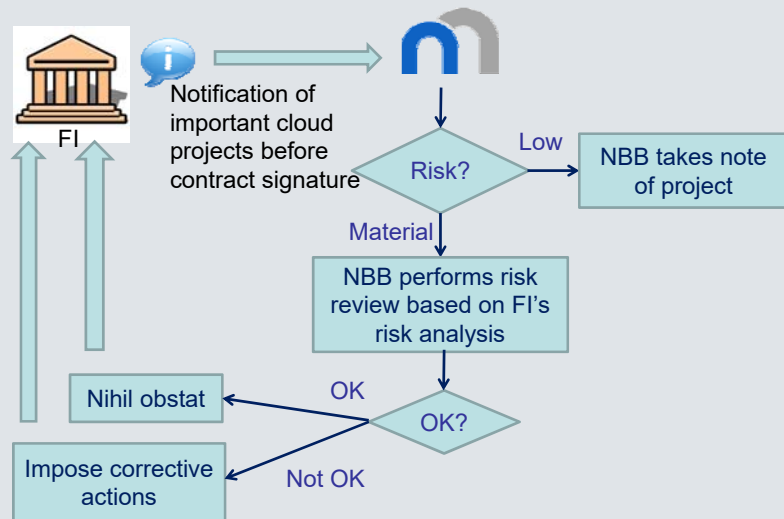 FI
i
Notification of
important cloud
projects before
contract signature
Risk?
Low
NBB takes note
of project
Material
NBB performs risk
review based on FI’s
risk analysis
OK
Nihil obstat
OK?
Impose corrective
actions
Not OK